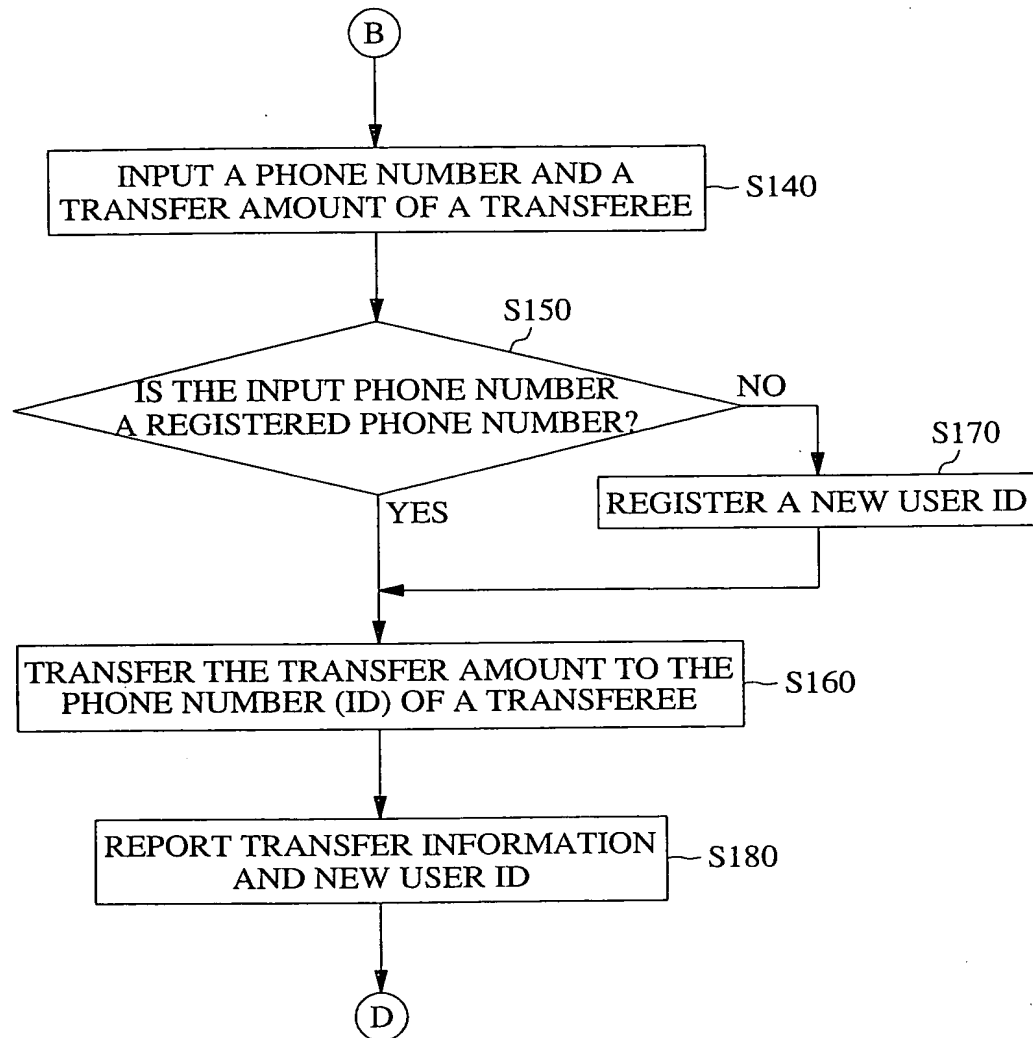 B
INPUT A PHONE NUMBER AND A
TRANSFER AMOUNT OF A TRANSFEREE
S140
S150
IS THE INPUT PHONE NUMBER
A REGISTERED PHONE NUMBER?
NO
S170
REGISTER A NEW USER ID
YES
TRANSFER THE TRANSFER AMOUNT TO THE
PHONE NUMBER (ID) OF A TRANSFEREE
S160
REPORT TRANSFER INFORMATION
AND NEW USER ID
S180
D